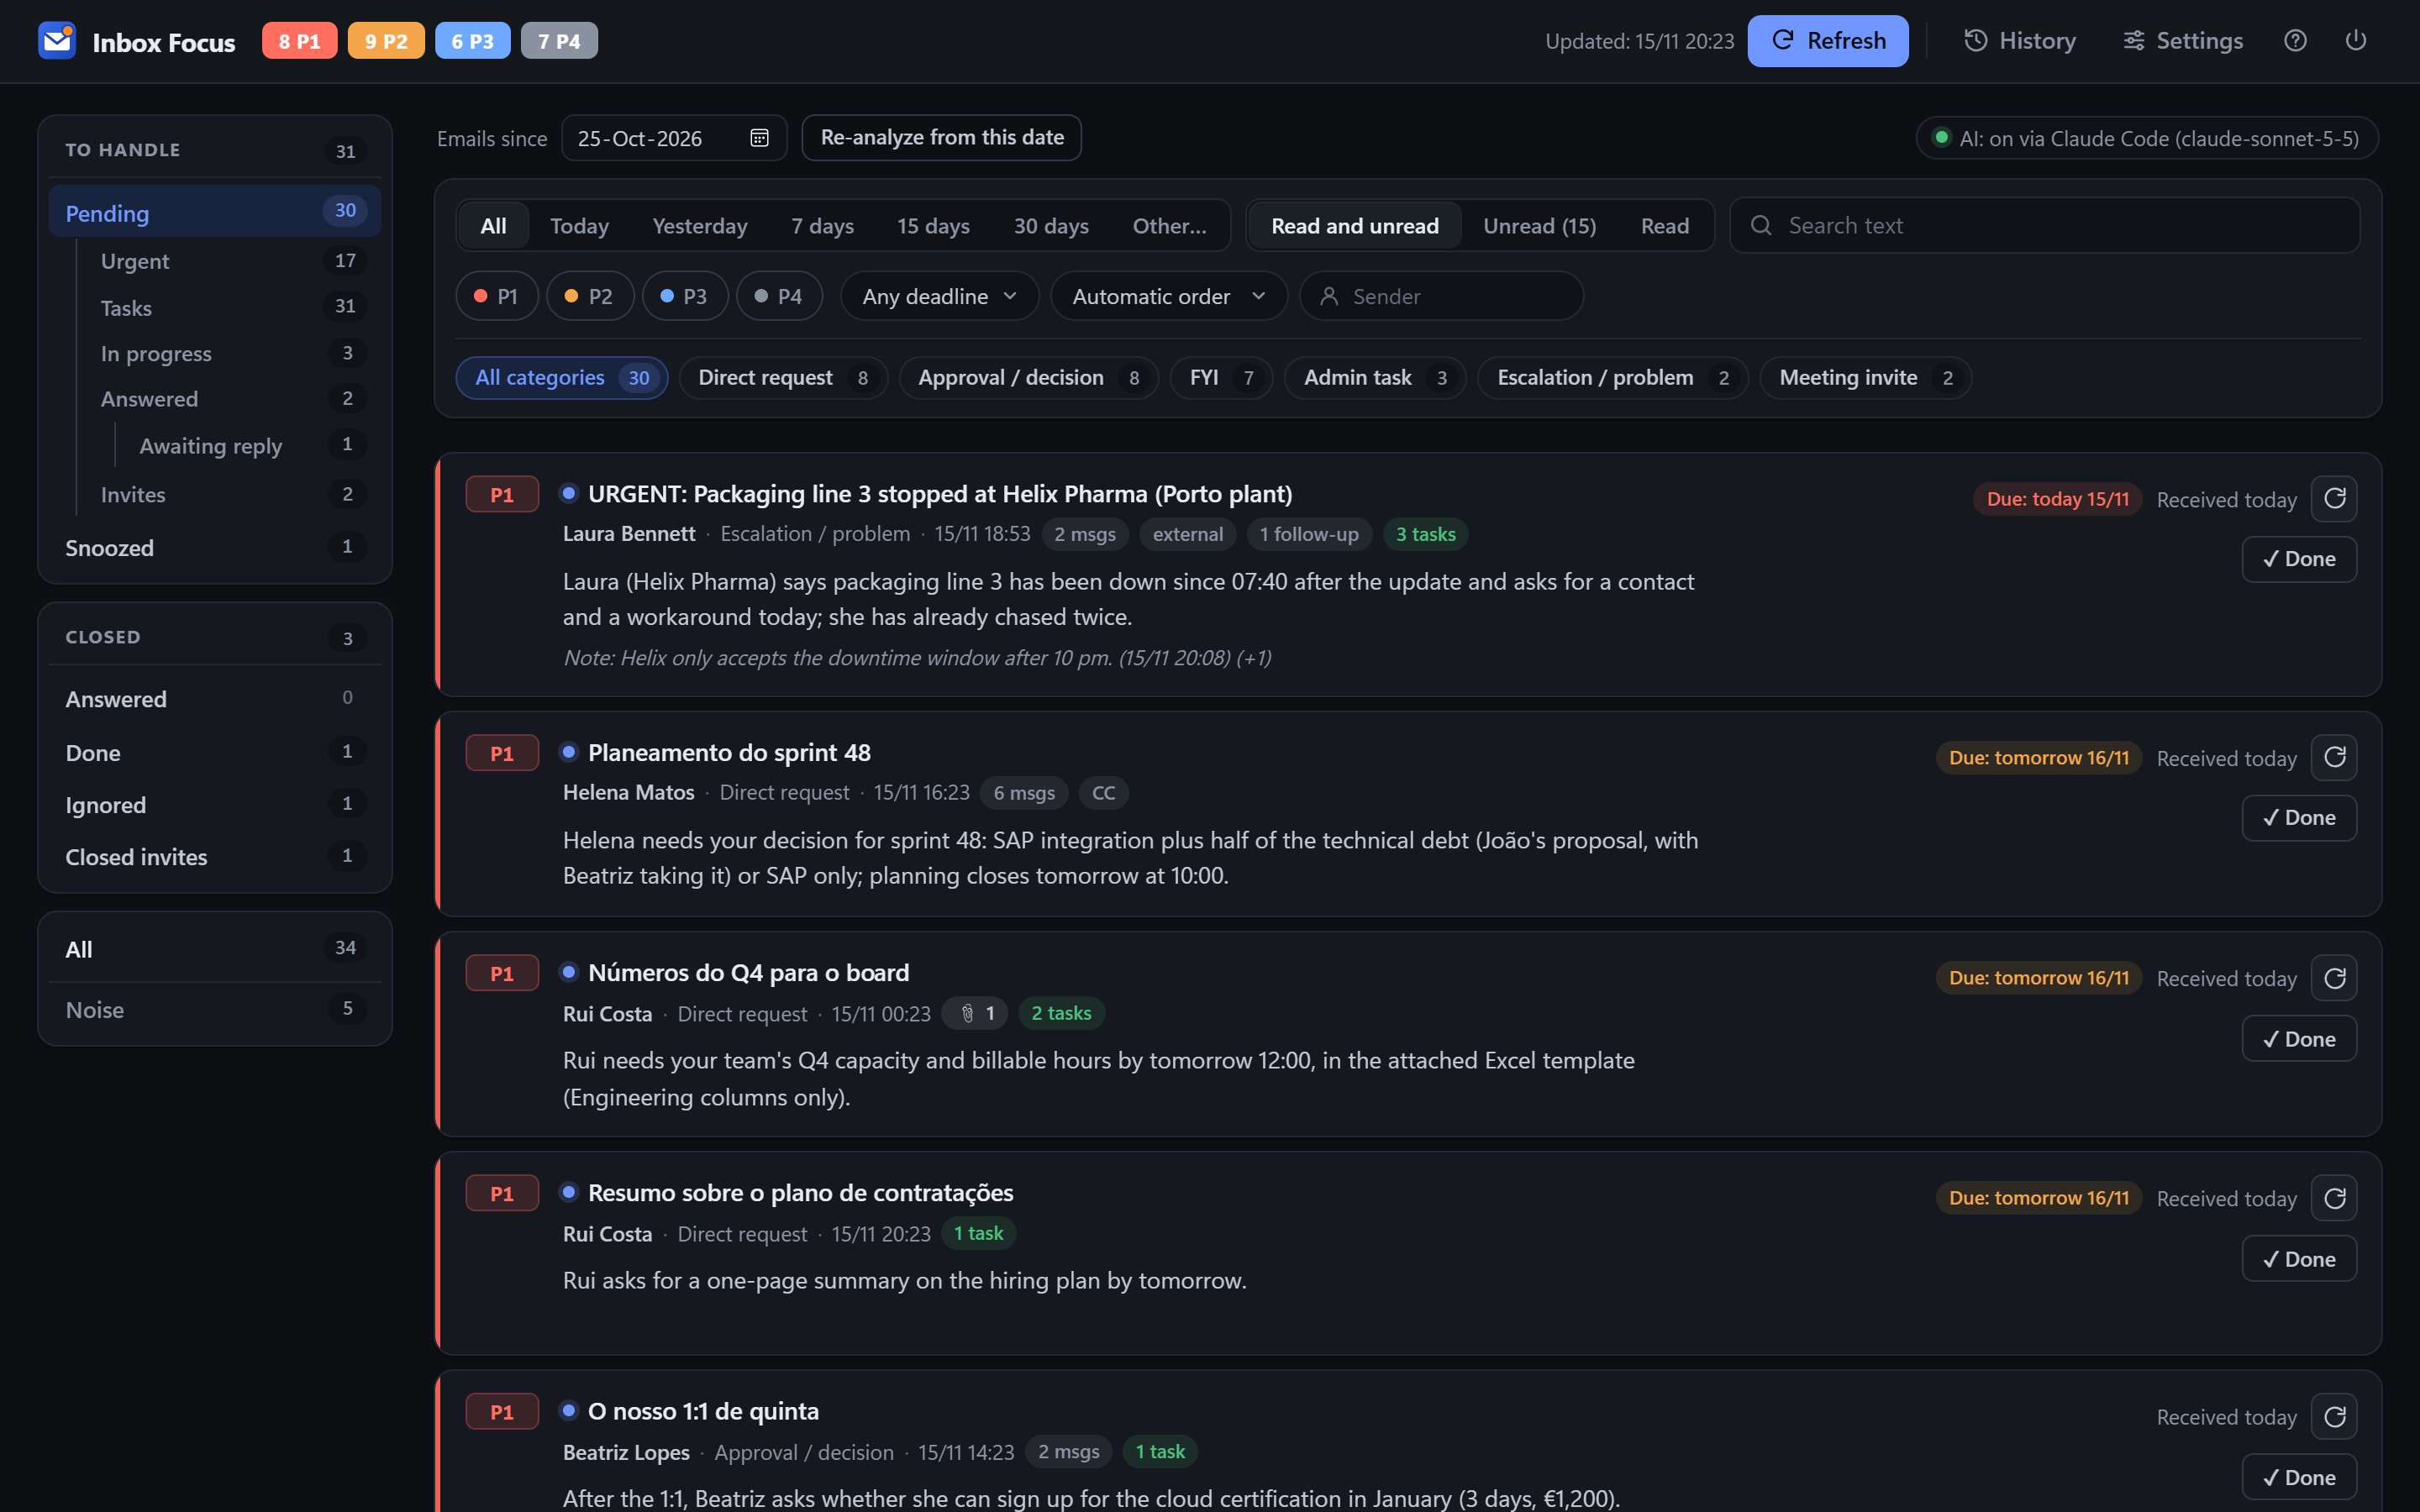 Inbox Focus 8 P1 9 P2 6 P3 7 P4 Updated: 15/11 20:23 Refresh History Settings
TO HANDLE 31
Pending 30
Urgent 17
Tasks 31
In progress 3
Answered 2
Awaiting reply 1
Invites 2
Snoozed 1
CLOSED 3
Answered 0
Done 1
Ignored 1
Closed invites 1
All 34
Noise 5
Emails since 25-Oct-2026 Re-analyze from this date AI: on via Claude Code (claude-sonnet-5-5)
All Today Yesterday 7 days 15 days 30 days Other... Read and unread Unread (15) Read Search text
P1 P2 P3 P4 Any deadline Automatic order Sender
All categories 30 Direct request 8 Approval / decision 8 FYI 7 Admin task 3 Escalation / problem 2 Meeting invite 2
P1 URGENT: Packaging line 3 stopped at Helix Pharma (Porto plant) Due: today 15/11 Received today
Laura Bennett · Escalation / problem · 15/11 18:53 2 msgs external 1 follow-up 3 tasks
✓ Done
Laura (Helix Pharma) says packaging line 3 has been down since 07:40 after the update and asks for a contact
and a workaround today; she has already chased twice.
Note: Helix only accepts the downtime window after 10 pm. (15/11 20:08) (+1)
P1 Planeamento do sprint 48 Due: tomorrow 16/11 Received today
Helena Matos · Direct request · 15/11 16:23 6 msgs CC
✓ Done
Helena needs your decision for sprint 48: SAP integration plus half of the technical debt (João's proposal, with
Beatriz taking it) or SAP only; planning closes tomorrow at 10:00.
P1 Números do Q4 para o board Due: tomorrow 16/11 Received today
Rui Costa · Direct request · 15/11 00:23 1 2 tasks
✓ Done
Rui needs your team's Q4 capacity and billable hours by tomorrow 12:00, in the attached Excel template
(Engineering columns only).
P1 Resumo sobre o plano de contratações Due: tomorrow 16/11 Received today
Rui Costa · Direct request · 15/11 20:23 1 task
✓ Done
Rui asks for a one-page summary on the hiring plan by tomorrow.
P1 O nosso 1:1 de quinta Received today
Beatriz Lopes · Approval / decision · 15/11 14:23 2 msgs 1 task
✓ Done
After the 1:1, Beatriz asks whether she can sign up for the cloud certification in January (3 days, €1,200).